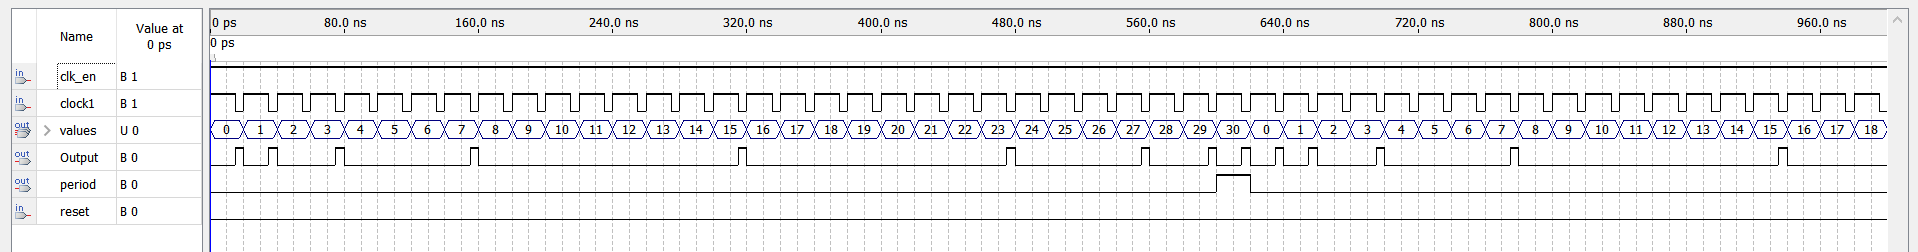 Name
Value at
0 ps
0 ps 80.0 ns 160.0 ns 240.0 ns 320.0 ns 400.0 ns 480.0 ns 560.0 ns 640.0 ns 720.0 ns 800.0 ns 880.0 ns 960.0 ns
0 ps
in clk_en B 1
in clock1 B 1
out values U 0 0 1 2 3 4 5 6 7 8 9 10 11 12 13 14 15 16 17 18 19 20 21 22 23 24 25 26 27 28 29 30 0 1 2 3 4 5 6 7 8 9 10 11 12 13 14 15 16 17 18
out Output B 0
out period B 0
in reset B 0